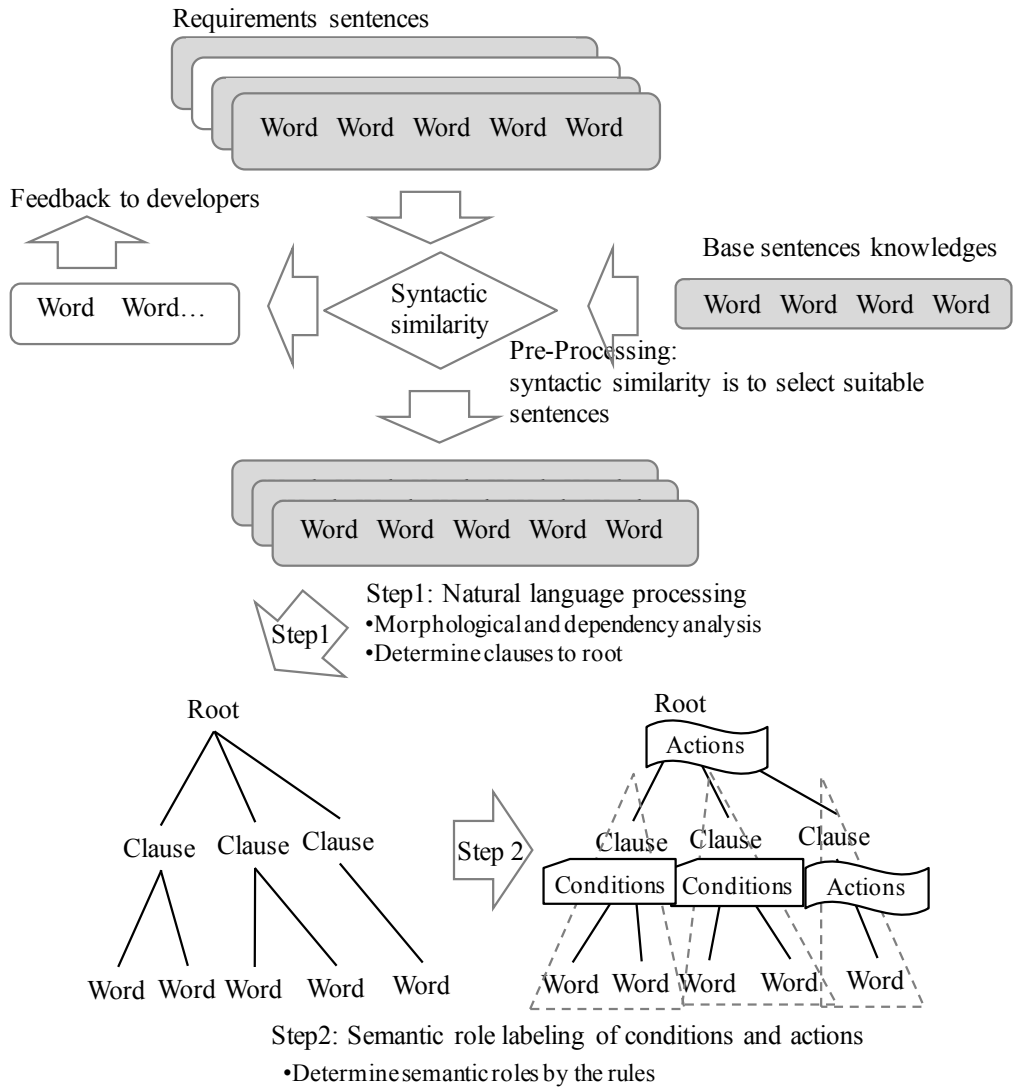 Requirements sentences
Word Word Word Word Word
Feedback to developers
Base sentences knowledges
Word Word…
Syntactic
similarity
Word Word Word Word
Pre-Processing:
syntactic similarity is to select suitable
sentences
Word Word Word Word Word
Step1: Natural language processing
•Morphological and dependency analysis
•Determine clauses to root
Step1
Root
Clause Clause Clause
Word Word Word Word Word
Step 2
Root
Actions
Clause Clause Clause
Conditions Conditions Actions
Word Word Word Word Word
Step2: Semantic role labeling of conditions and actions
•Determine semantic roles by the rules